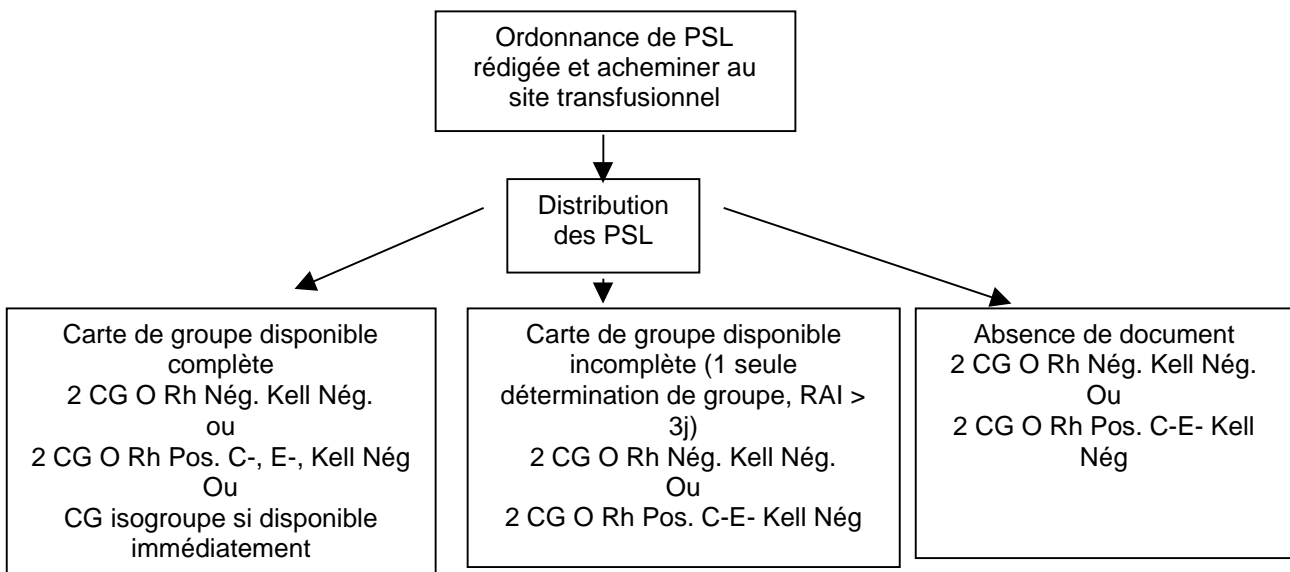 Ordonnance de PSL
rédigée et acheminer au
site transfusionnel
Distribution
des PSL
Carte de groupe disponible
complète
2 CG O Rh Nég. Kell Nég.
ou
2 CG O Rh Pos. C-, E-, Kell Nég
Ou
CG isogroupe si disponible
immédiatement
Carte de groupe disponible
incomplète (1 seule
détermination de groupe, RAI >
3j)
2 CG O Rh Nég. Kell Nég.
Ou
2 CG O Rh Pos. C-E- Kell Nég
Absence de document
2 CG O Rh Nég. Kell Nég.
Ou
2 CG O Rh Pos. C-E- Kell
Nég